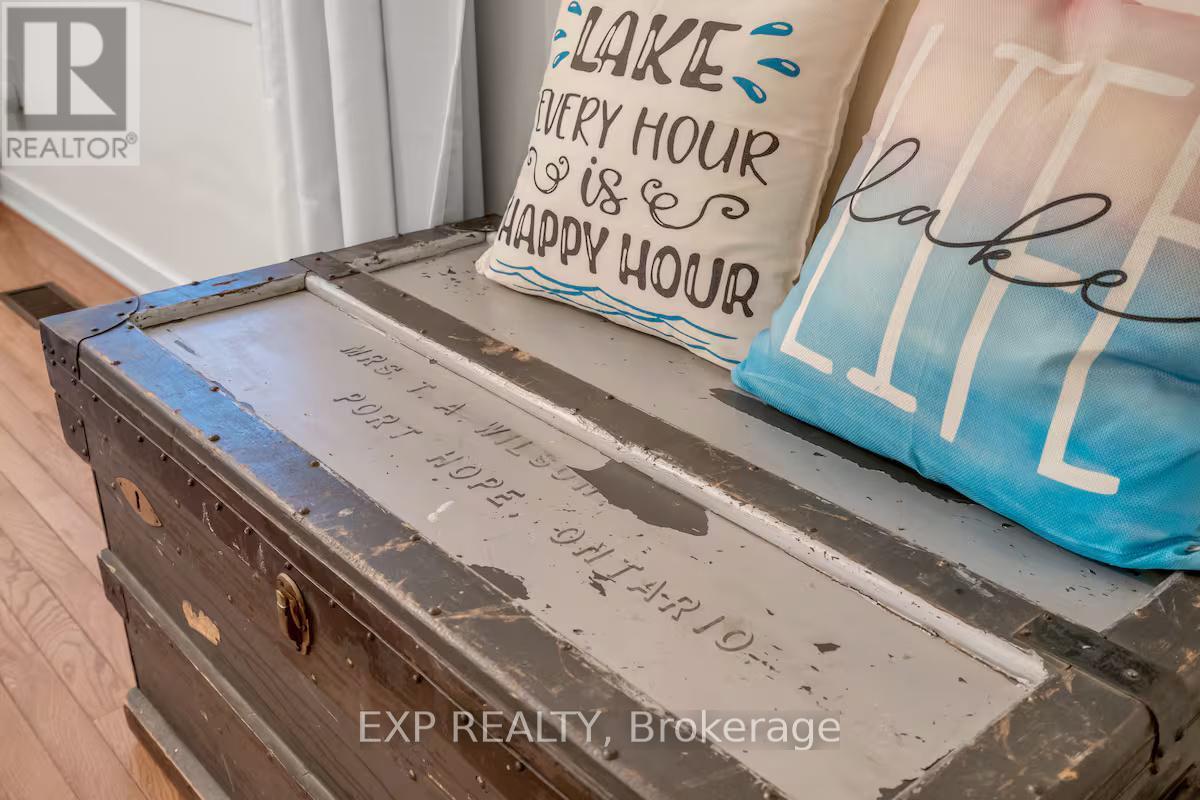 R
REALTOR®
LAKE
EVERY HOUR
is
HAPPY HOUR
LIFE
lake
MRS. T. A. WILSON
PORT HOPE, ONTARIO
EXP REALTY, Brokerage